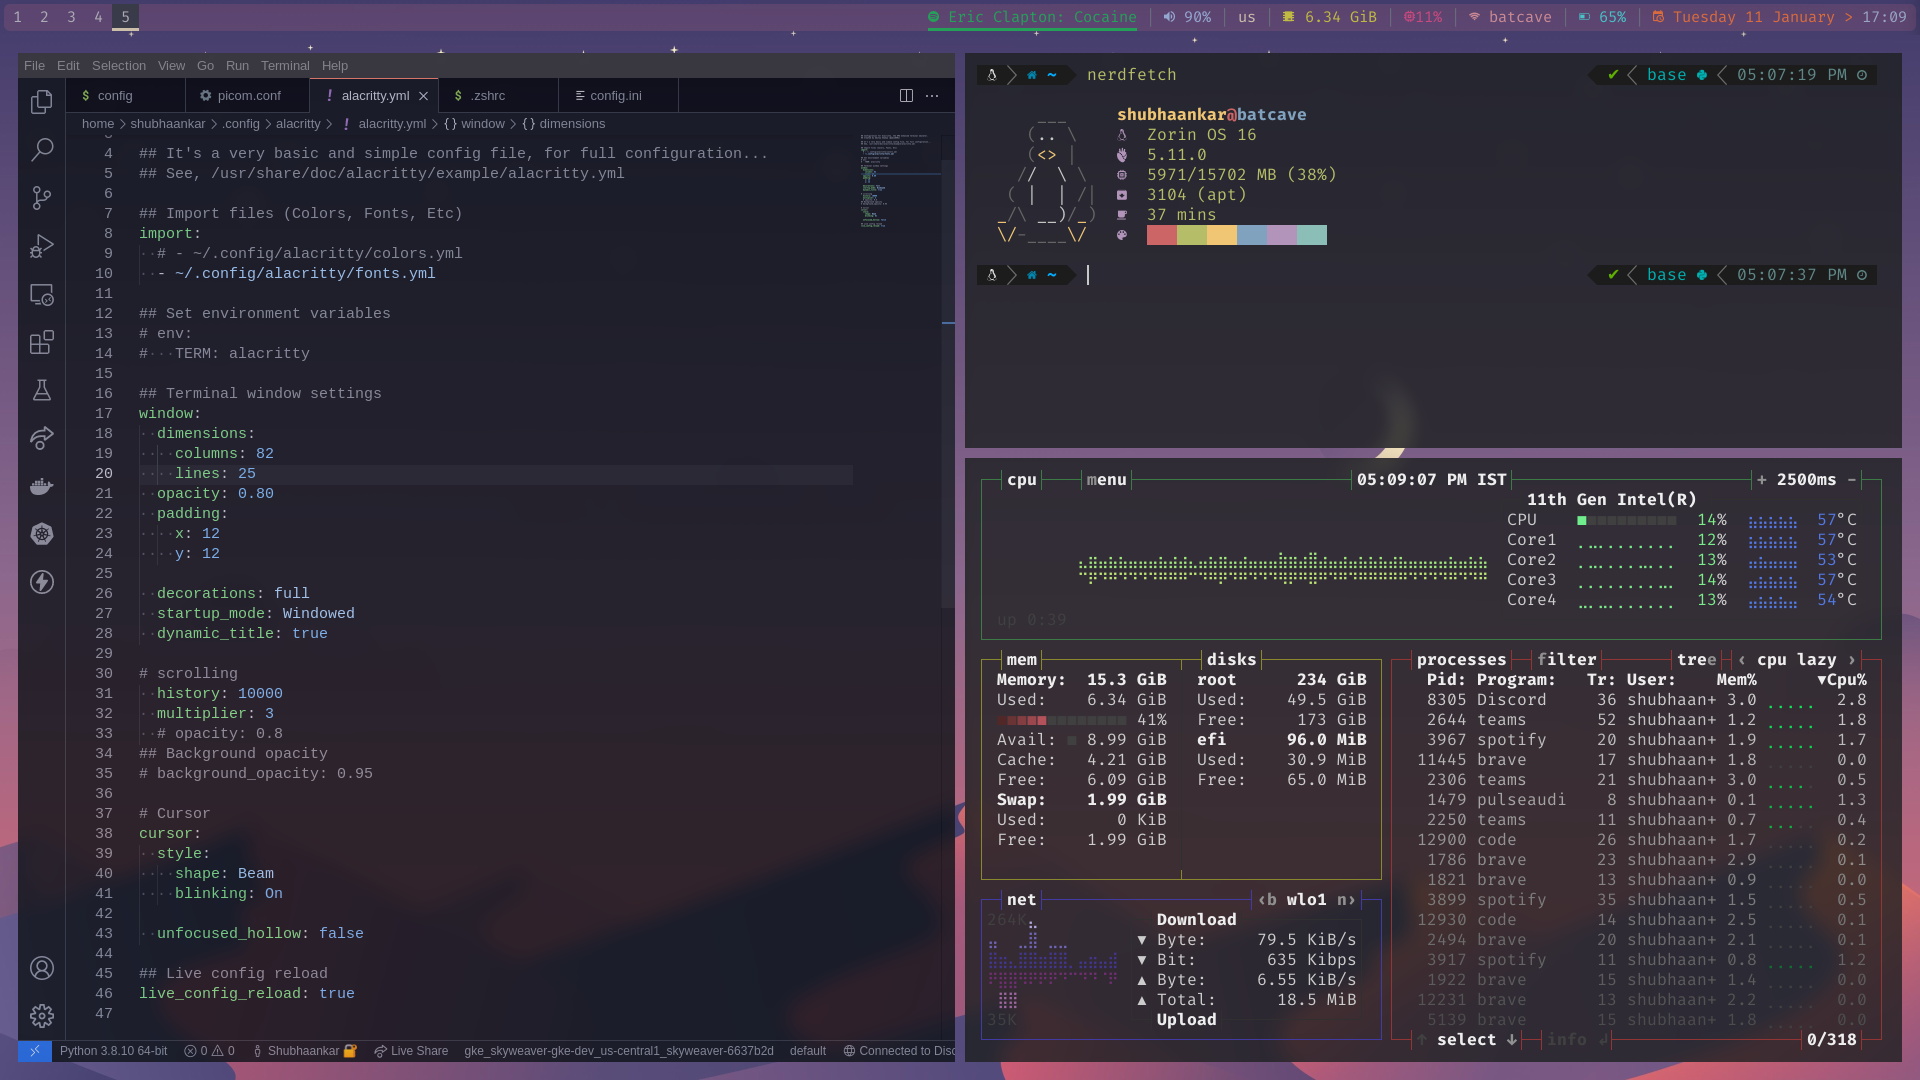 1 2 3 4 5
Eric Clapton: Cocaine 90% us 6.34 GiB 11% batcave 65% Tuesday 11 January > 17:09
File Edit Selection View Go Run Terminal Help
$ config picom.conf ! alacritty.yml $ .zshrc config.ini
home > shubhaankar > .config > alacritty > ! alacritty.yml > {} window > {} dimensions
4 ## It's a very basic and simple config file, for full configuration...
5 ## See, /usr/share/doc/alacritty/example/alacritty.yml
6
7 ## Import files (Colors, Fonts, Etc)
8 import:
9 # - ~/.config/alacritty/colors.yml
10 - ~/.config/alacritty/fonts.yml
11
12 ## Set environment variables
13 # env:
14 # TERM: alacritty
15
16 ## Terminal window settings
17 window:
18 dimensions:
19 columns: 82
20 lines: 25
21 opacity: 0.80
22 padding:
23 x: 12
24 y: 12
25
26 decorations: full
27 startup_mode: Windowed
28 dynamic_title: true
29
30 # scrolling
31 history: 10000
32 multiplier: 3
33 # opacity: 0.8
34 ## Background opacity
35 # background_opacity: 0.95
36
37 # Cursor
38 cursor:
39 style:
40 shape: Beam
41 blinking: On
42
43 unfocused_hollow: false
44
45 ## Live config reload
46 live_config_reload: true
47
Python 3.8.10 64-bit 0 0 Shubhaankar Live Share gke_skyweaver-gke-dev_us-central1_skyweaver-6637b2d default Connected to Disc
~ nerdfetch ✔ base 05:07:19 PM
shubhaankar@batcave
Zorin OS 16
5.11.0
5971/15702 MB (38%)
3104 (apt)
37 mins
~ ✔ base 05:07:37 PM
cpu menu 05:09:07 PM IST + 2500ms -
11th Gen Intel(R)
CPU 14% 57°C
Core1 12% 57°C
Core2 13% 53°C
Core3 14% 57°C
Core4 13% 54°C
up 0:39
mem disks
Memory: 15.3 GiB root 234 GiB
Used: 6.34 GiB Used: 49.5 GiB
41% Free: 173 GiB
Avail: 8.99 GiB efi 96.0 MiB
Cache: 4.21 GiB Used: 30.9 MiB
Free: 6.09 GiB Free: 65.0 MiB
Swap: 1.99 GiB
Used: 0 KiB
Free: 1.99 GiB
net ‹b wlo1 n›
264K Download
▼ Byte: 79.5 KiB/s
▼ Bit: 635 Kibps
▲ Byte: 6.55 KiB/s
▲ Total: 18.5 MiB
35K Upload
processes filter tree ‹ cpu lazy ›
Pid: Program: Tr: User: Mem% ▼Cpu%
8305 Discord 36 shubhaan+ 3.0 2.8
2644 teams 52 shubhaan+ 1.2 1.8
3967 spotify 20 shubhaan+ 1.9 1.7
11445 brave 17 shubhaan+ 1.8 0.0
2306 teams 21 shubhaan+ 3.0 0.5
1479 pulseaudi 8 shubhaan+ 0.1 1.3
2250 teams 11 shubhaan+ 0.7 0.4
12900 code 26 shubhaan+ 1.7 0.2
1786 brave 23 shubhaan+ 2.9 0.1
1821 brave 13 shubhaan+ 0.9 0.0
3899 spotify 35 shubhaan+ 1.5 0.5
12930 code 14 shubhaan+ 2.5 0.1
2494 brave 20 shubhaan+ 2.1 0.1
3917 spotify 11 shubhaan+ 0.8 1.2
1922 brave 15 shubhaan+ 1.4 0.0
12231 brave 13 shubhaan+ 2.2 0.0
5139 brave 15 shubhaan+ 1.8 0.0
↑ select ↓ info ↲ 0/318